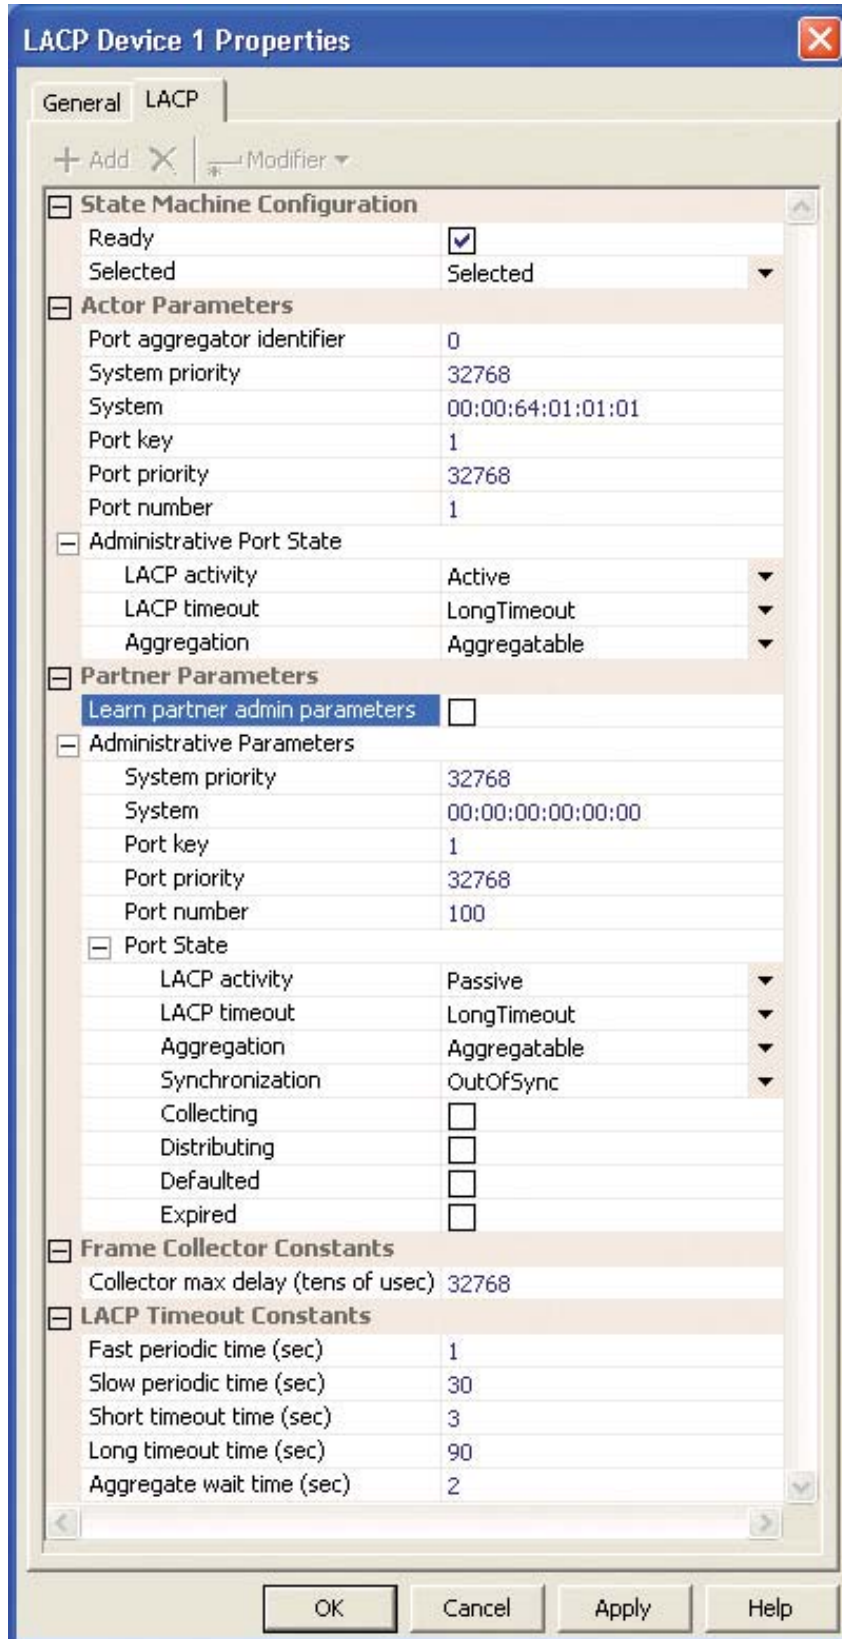 LACP Device 1 Properties
General LACP
Add Modifier
State Machine Configuration
Ready
Selected Selected
Actor Parameters
Port aggregator identifier 0
System priority 32768
System 00:00:64:01:01:01
Port key 1
Port priority 32768
Port number 1
Administrative Port State
LACP activity Active
LACP timeout LongTimeout
Aggregation Aggregatable
Partner Parameters
Learn partner admin parameters
Administrative Parameters
System priority 32768
System 00:00:00:00:00:00
Port key 1
Port priority 32768
Port number 100
Port State
LACP activity Passive
LACP timeout LongTimeout
Aggregation Aggregatable
Synchronization OutOfSync
Collecting
Distributing
Defaulted
Expired
Frame Collector Constants
Collector max delay (tens of usec) 32768
LACP Timeout Constants
Fast periodic time (sec) 1
Slow periodic time (sec) 30
Short timeout time (sec) 3
Long timeout time (sec) 90
Aggregate wait time (sec) 2
OK Cancel Apply Help